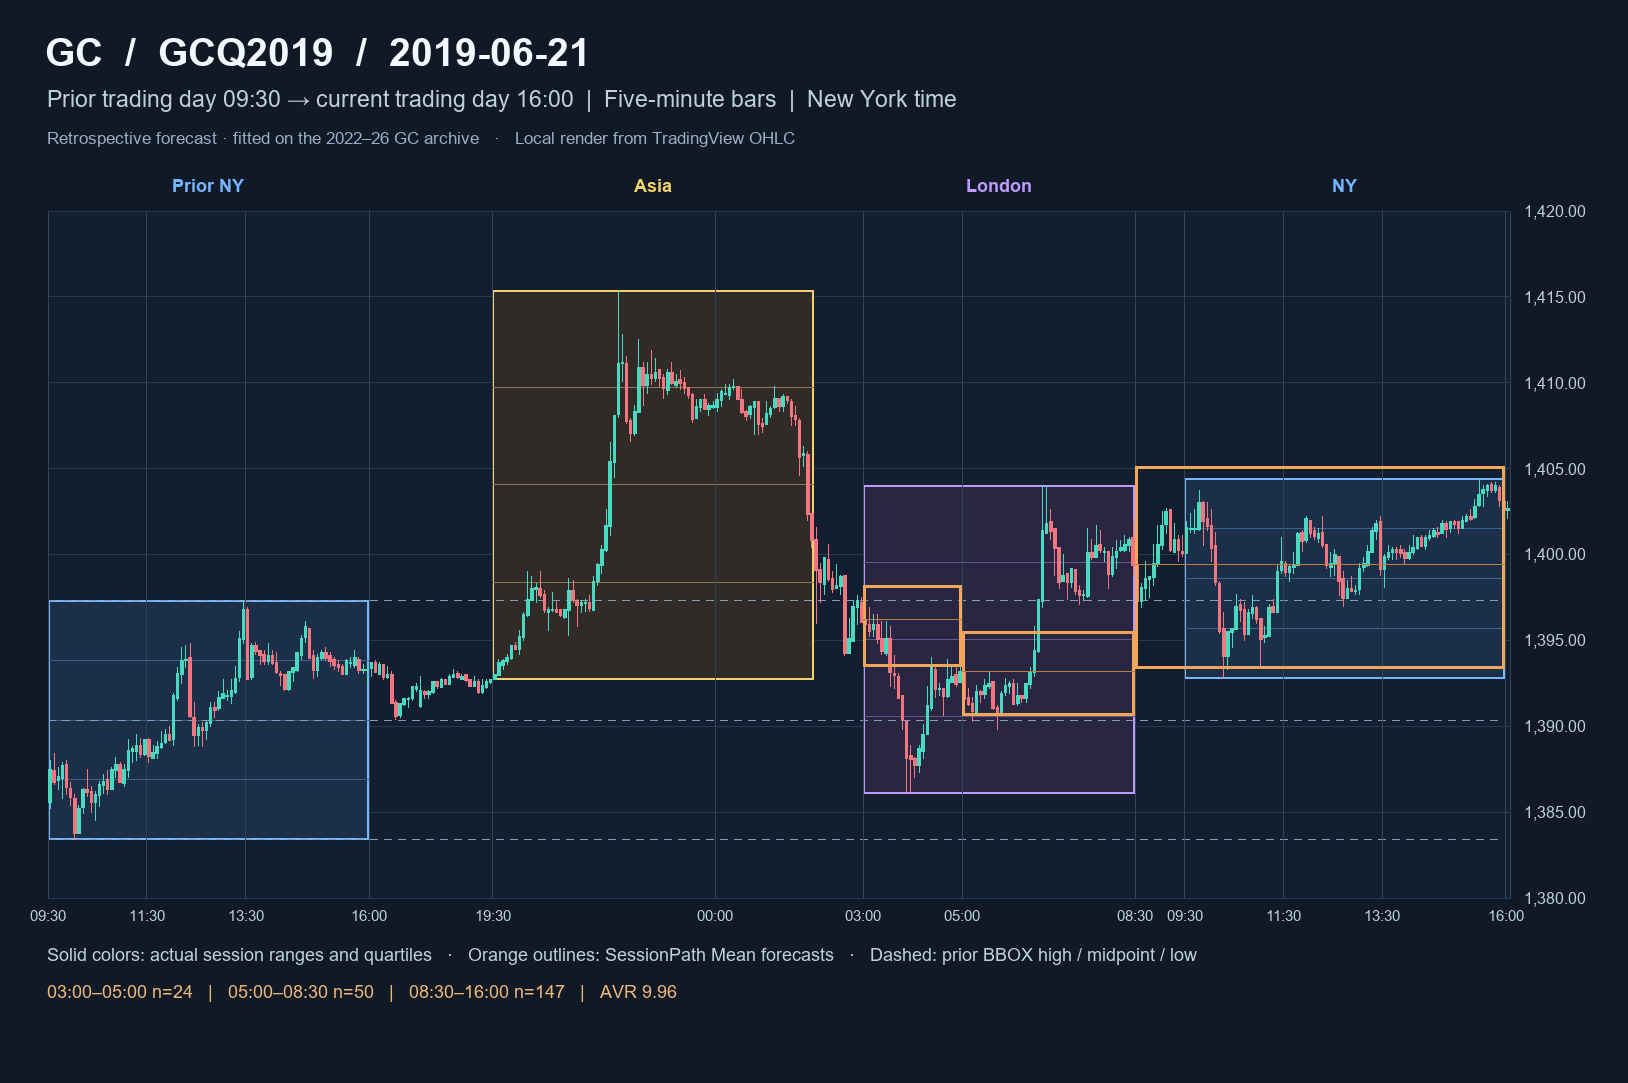 GC / GCQ2019 / 2019-06-21
Prior trading day 09:30 → current trading day 16:00 | Five-minute bars | New York time
Retrospective forecast · fitted on the 2022–26 GC archive · Local render from TradingView OHLC
Prior NY Asia London NY
1,420.00
1,415.00
1,410.00
1,405.00
1,400.00
1,395.00
1,390.00
1,385.00
1,380.00
09:30 11:30 13:30 16:00 19:30 00:00 03:00 05:00 08:30 09:30 11:30 13:30 16:00
Solid colors: actual session ranges and quartiles · Orange outlines: SessionPath Mean forecasts · Dashed: prior BBOX high / midpoint / low
03:00–05:00 n=24 | 05:00–08:30 n=50 | 08:30–16:00 n=147 | AVR 9.96